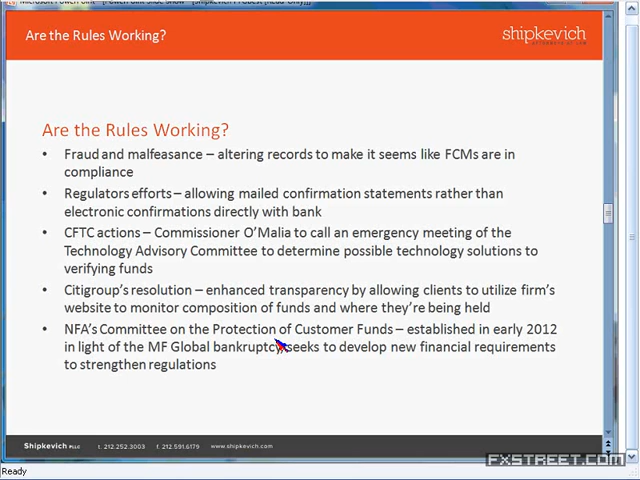 Are the Rules Working?
shipkevich
ATTORNEYS AT LAW
Are the Rules Working?
• Fraud and malfeasance – altering records to make it seems like FCMs are in
compliance
• Regulators efforts – allowing mailed confirmation statements rather than
electronic confirmations directly with bank
• CFTC actions – Commissioner O'Malia to call an emergency meeting of the
Technology Advisory Committee to determine possible technology solutions to
verifying funds
• Citigroup's resolution – enhanced transparency by allowing clients to utilize firm's
website to monitor composition of funds and where they're being held
• NFA's Committee on the Protection of Customer Funds – established in early 2012
in light of the MF Global bankruptcy seeks to develop new financial requirements
to strengthen regulations
Shipkevich PLLC t. 212.252.3003 f. 212.591.6179 www.shipkevich.com
FXSTREET.COM
Ready